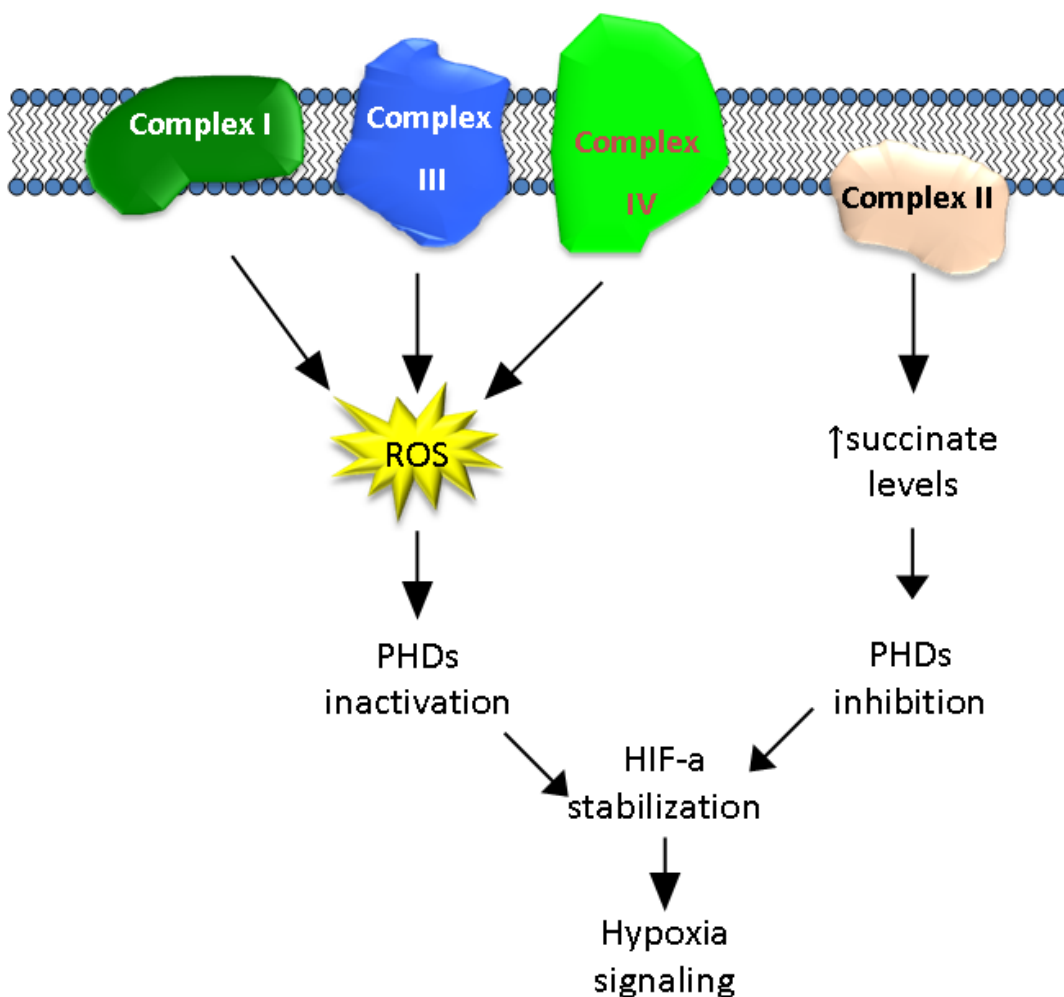 Complex I
Complex
III
Complex
IV
Complex II
ROS
↑succinate
levels
PHDs
inactivation
PHDs
inhibition
HIF-a
stabilization
Hypoxia
signaling